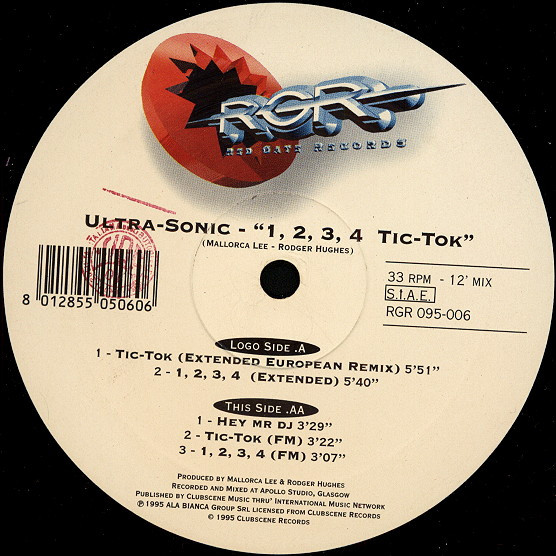 RGR
RED GATE RECORDS
ULTRA-SONIC - "1, 2, 3, 4 TIC-TOK"
(MALLORCA LEE - RODGER HUGHES)
8 012855 050606
33 RPM - 12' MIX
S.I.A.E.
RGR 095-006
LOGO SIDE .A
1 - TIC-TOK (EXTENDED EUROPEAN REMIX) 5'51"
2 - 1, 2, 3, 4 (EXTENDED) 5'40"
THIS SIDE .AA
1 - HEY MR DJ 3'29"
2 - TIC-TOK (FM) 3'22"
3 - 1, 2, 3, 4 (FM) 3'07"
PRODUCED BY MALLORCA LEE & RODGER HUGHES
RECORDED AND MIXED AT APOLLO STUDIO, GLASGOW
PUBLISHED BY CLUBSCENE MUSIC THRU' INTERNATIONAL MUSIC NETWORK
℗ 1995 ALA BIANCA GROUP SRL LICENSED FROM CLUBSCENE RECORDS
© 1995 CLUBSCENE RECORDS